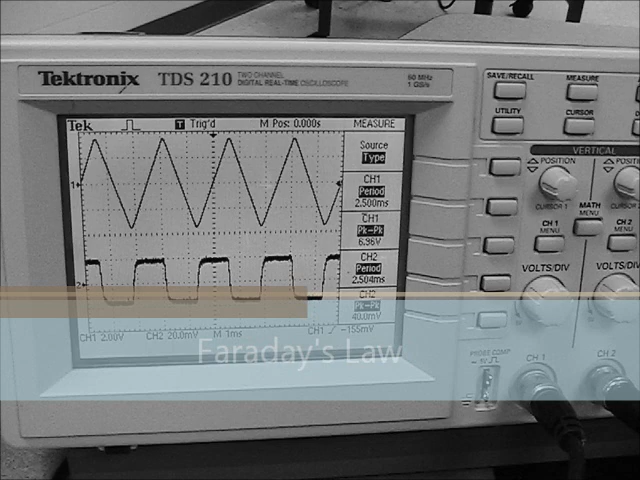 Tektronix TDS 210 TWO CHANNEL DIGITAL REAL-TIME OSCILLOSCOPE
60 MHz
1 GS/s
SAVE/RECALL MEASURE
UTILITY CURSOR
Tek T Trig'd M Pos: 0.000s MEASURE
Source
Type
CH1
Period
2.500ms
CH1
Pk-Pk
6.96V
CH2
Period
2.504ms
CH2
Pk-Pk
40.0mV
1
2
CH1 2.00V CH2 20.0mV M 1ms CH1 -155mV
VERTICAL
POSITION POSITION
CURSOR 1 CURSOR 2
MATH
MENU
CH 1
MENU
CH 2
MENU
VOLTS/DIV VOLTS/DIV
PROBE COMP
CH 1
CH 2
Faraday's Law